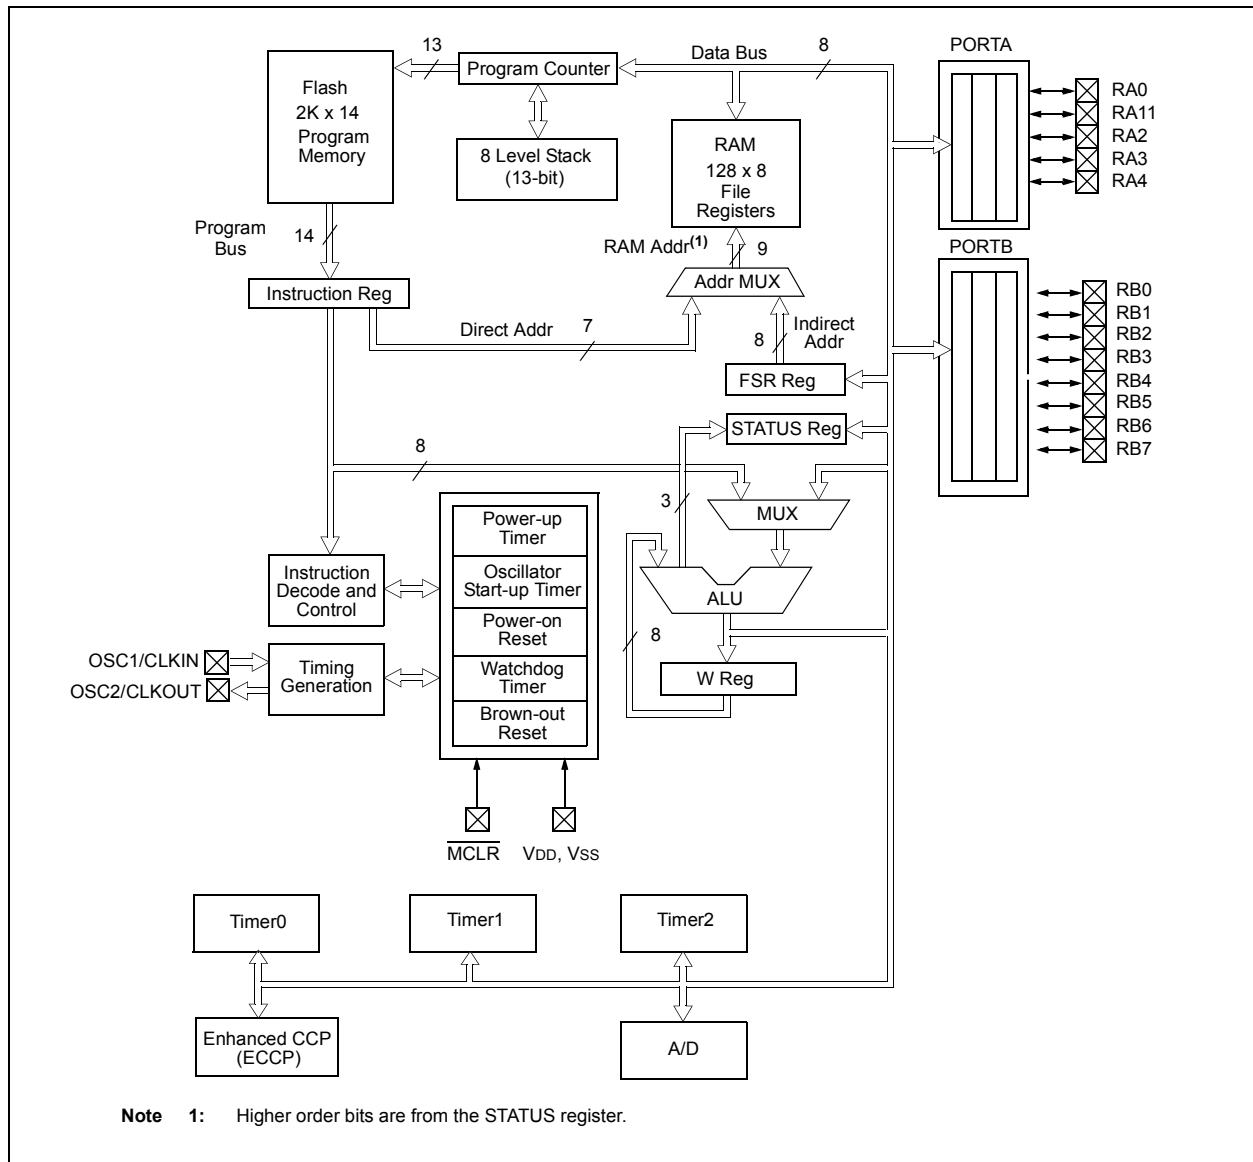 13
Data Bus
8
PORTA
Flash
2K x 14
Program
Memory
Program Counter
8 Level Stack
(13-bit)
RAM
128 x 8
File
Registers
RA0
RA11
RA2
RA3
RA4
Program
Bus
14
RAM Addr(1)
9
PORTB
Instruction Reg
Addr MUX
Direct Addr
7
8
Indirect
Addr
FSR Reg
RB0
RB1
RB2
RB3
RB4
RB5
RB6
RB7
STATUS Reg
8
3
MUX
Power-up
Timer
Oscillator
Start-up Timer
Power-on
Reset
Watchdog
Timer
Brown-out
Reset
Instruction
Decode and
Control
ALU
8
W Reg
OSC1/CLKIN
OSC2/CLKOUT
Timing
Generation
MCLR
VDD, VSS
Timer0
Timer1
Timer2
Enhanced CCP
(ECCP)
A/D
Note 1: Higher order bits are from the STATUS register.